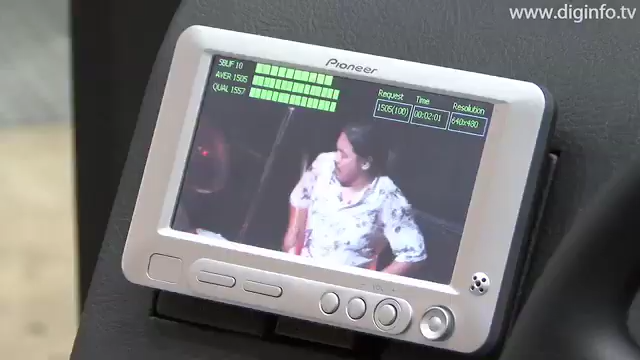 www.diginfo.tv
Pioneer
SBUF 10
AVER 1505
QUAL 1557
Request Time Resolution
1505(100) 00:02:01 640x480
VOL